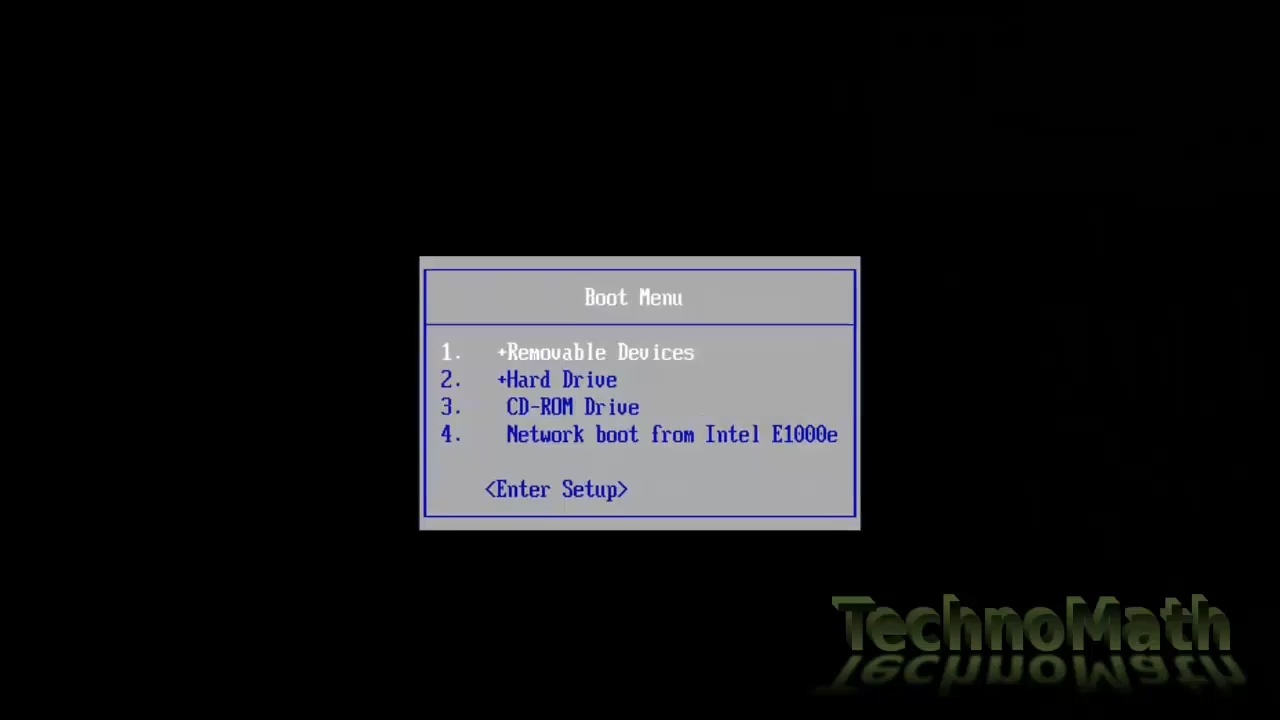 Boot Menu
1. +Removable Devices
2. +Hard Drive
3. CD-ROM Drive
4. Network boot from Intel E1000e
<Enter Setup>
TechnoMath